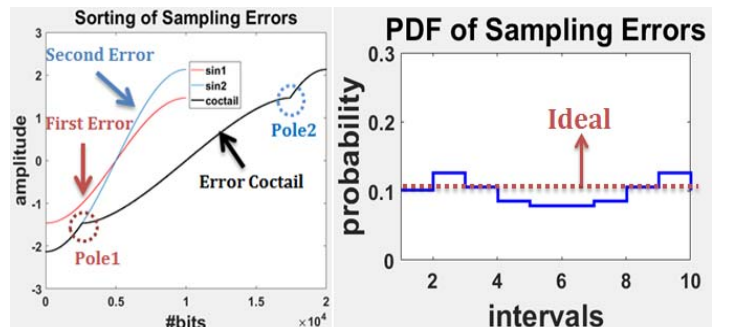 Sorting of Sampling Errors
3
2
1
0
-1
-2
-3
amplitude
Second Error
First Error
sin1
sin2
coctail
Pole2
Error Coctail
Pole1
0
0.5
1
1.5
2
×10⁴
#bits
PDF of Sampling Errors
0.3
0.2
0.1
0
probability
Ideal
2
4
6
8
10
intervals